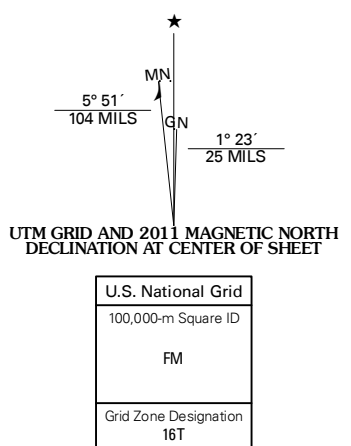 ★
MN
5° 51´
104 MILS
GN
1° 23´
25 MILS
UTM GRID AND 2011 MAGNETIC NORTH
DECLINATION AT CENTER OF SHEET
U.S. National Grid
100,000-m Square ID
FM
Grid Zone Designation
16T